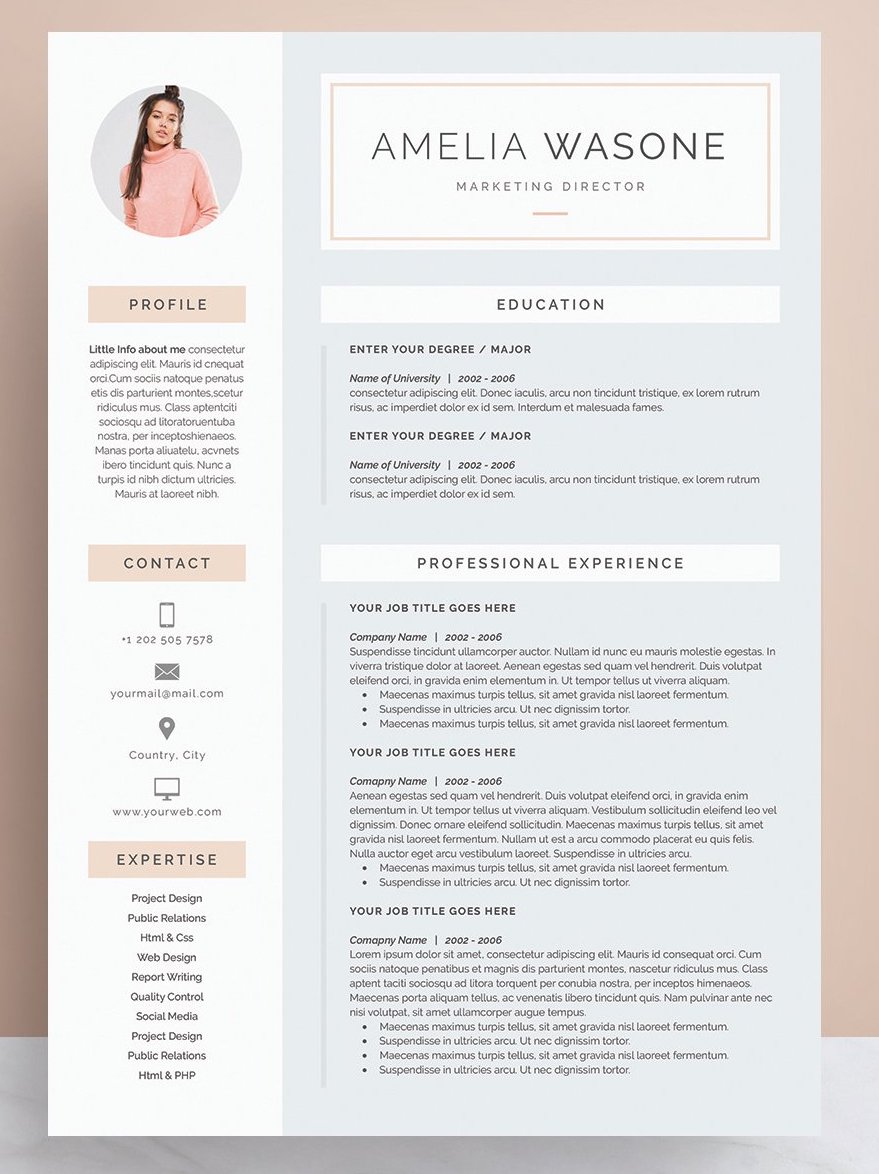 AMELIA WASONE
MARKETING DIRECTOR
PROFILE
Little Info about me consectetur
adipiscing elit. Mauris id cnequat
orci.Cum sociis natoque penatus
etis dis parturient montes,scetur
ridiculus mus. Class aptentciti
sociosqu ad litoratoruentuba
nostra, per inceptoshienaeos.
Manas porta aliuatelu, acvnets
ibero tincidunt quis. Nunc a
turpis id nibh dictum ultricies.
Mauris at laoreet nibh.
CONTACT
+1 202 505 7578
yourmail@mail.com
Country, City
www.yourweb.com
EXPERTISE
Project Design
Public Relations
Html & Css
Web Design
Report Writing
Quality Control
Social Media
Project Design
Public Relations
Html & PHP
EDUCATION
ENTER YOUR DEGREE / MAJOR
Name of University | 2002 - 2006
consectetur adipiscing elit. Donec iaculis, arcu non tincidunt tristique, ex lorem rutrum
risus, ac imperdiet dolor ex id sem. Interdum et malesuada fames.
ENTER YOUR DEGREE / MAJOR
Name of University | 2002 - 2006
consectetur adipiscing elit. Donec iaculis, arcu non tincidunt tristique, ex lorem rutrum
risus, ac imperdiet dolor ex id sem.
PROFESSIONAL EXPERIENCE
YOUR JOB TITLE GOES HERE
Company Name | 2002 - 2006
Suspendisse tincidunt ullamcorper auctor. Nullam id nunc eu mauris molestie egestas. In
viverra tristique dolor at laoreet. Aenean egestas sed quam vel hendrerit. Duis volutpat
eleifend orci, in gravida enim elementum in. Ut tempor tellus ut viverra aliquam.
• Maecenas maximus turpis tellus, sit amet gravida nisl laoreet fermentum.
• Suspendisse in ultricies arcu. Ut nec dignissim tortor.
• Maecenas maximus turpis tellus, sit amet gravida nisl laoreet fermentum.
YOUR JOB TITLE GOES HERE
Comapny Name | 2002 - 2006
Aenean egestas sed quam vel hendrerit. Duis volutpat eleifend orci, in gravida enim
elementum in. Ut tempor tellus ut viverra aliquam. Vestibulum sollicitudin eleifend leo vel
dignissim. Donec ornare eleifend sollicitudin. Maecenas maximus turpis tellus, sit amet
gravida nisl laoreet fermentum. Nullam ut est a arcu commodo placerat eu quis felis.
Nulla auctor eget arcu vestibulum laoreet. Suspendisse in ultricies arcu.
• Maecenas maximus turpis tellus, sit amet gravida nisl laoreet fermentum.
• Suspendisse in ultricies arcu. Ut nec dignissim tortor.
YOUR JOB TITLE GOES HERE
Comapny Name | 2002 - 2006
Lorem ipsum dolor sit amet, consectetur adipiscing elit. Mauris id consequat orci. Cum
sociis natoque penatibus et magnis dis parturient montes, nascetur ridiculus mus. Class
aptent taciti sociosqu ad litora torquent per conubia nostra, per inceptos himenaeos.
Maecenas porta aliquam tellus, ac venenatis libero tincidunt quis. Nam pulvinar ante nec
nisi volutpat, sit amet ullamcorper augue tempus.
• Maecenas maximus turpis tellus, sit amet gravida nisl laoreet fermentum.
• Suspendisse in ultricies arcu. Ut nec dignissim tortor.
• Maecenas maximus turpis tellus, sit amet gravida nisl laoreet fermentum.
• Suspendisse in ultricies arcu. Ut nec dignissim tortor.